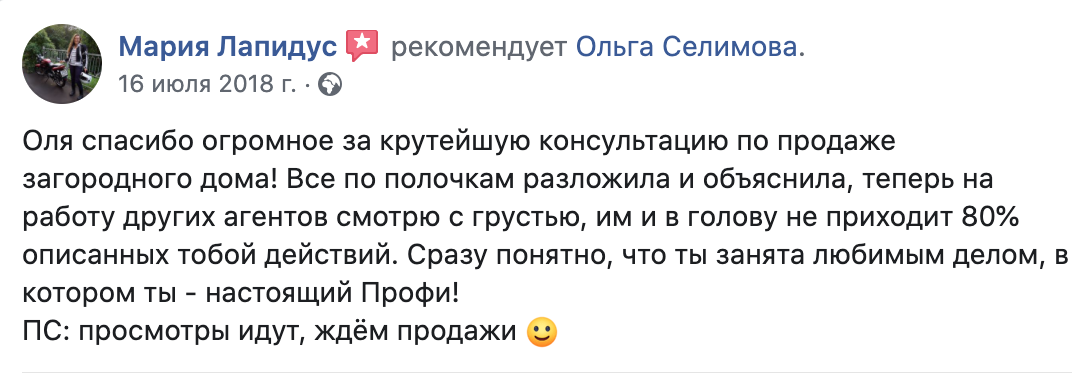 Мария Лапидус рекомендует Ольга Селимова.
16 июля 2018 г. ·
Оля спасибо огромное за крутейшую консультацию по продаже
загородного дома! Все по полочкам разложила и объяснила, теперь на
работу других агентов смотрю с грустью, им и в голову не приходит 80%
описанных тобой действий. Сразу понятно, что ты занята любимым делом, в
котором ты - настоящий Профи!
ПС: просмотры идут, ждём продажи 🙂